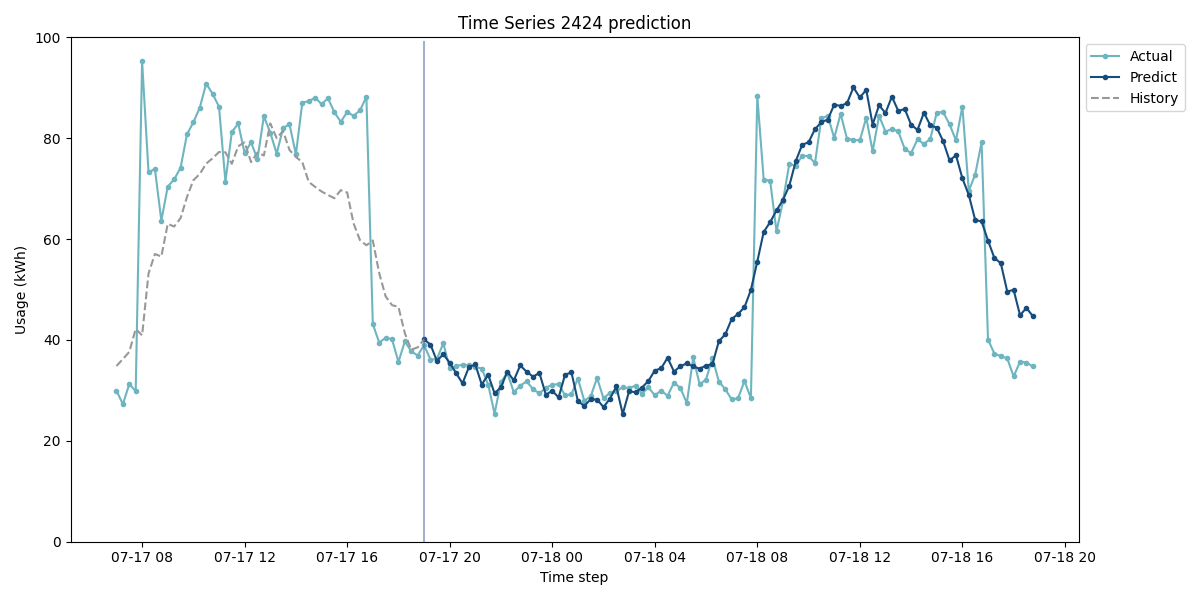 Time Series 2424 prediction
100
80
60
40
20
0
Usage (kWh)
07-17 08
07-17 12
07-17 16
07-17 20
07-18 00
07-18 04
07-18 08
07-18 12
07-18 16
07-18 20
Time step
Actual
Predict
History